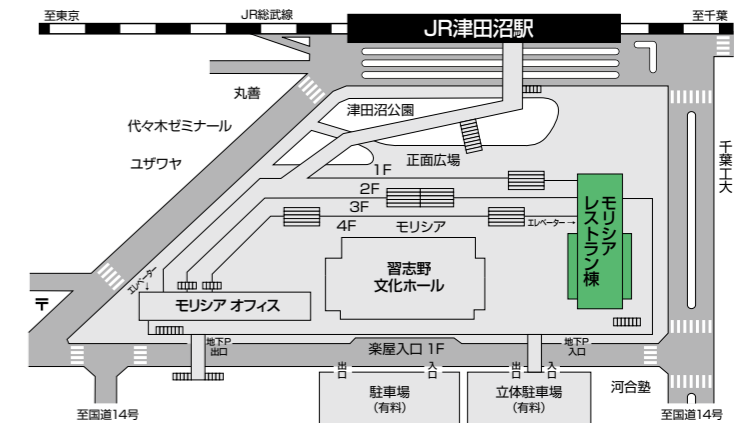 至東京
JR総武線
JR津田沼駅
至千葉
丸善
津田沼公園
代々木ゼミナール
ユザワヤ
正面広場
千葉工大
1F
2F
3F
4F
モリシア
エレベーター→
モリシア
レストラン棟
習志野
文化ホール
エレベーター→
〒
モリシア オフィス
地下P
出口
楽屋入口 1F
地下P
入口
出口
入口
出口
入口
駐車場
(有料)
立体駐車場
(有料)
河合塾
至国道14号
至国道14号